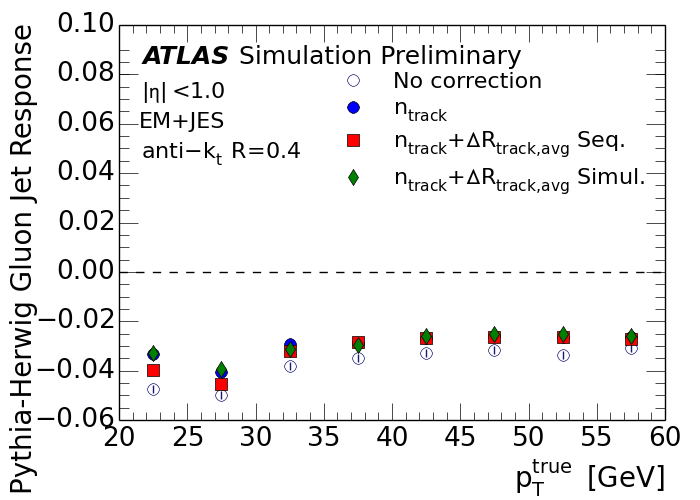 Pythia-Herwig Gluon Jet Response
0.10
0.08
0.06
0.04
0.02
0.00
−0.02
−0.04
−0.06
ATLAS Simulation Preliminary
|η| <1.0
EM+JES
anti−kt R=0.4
No correction
ntrack
ntrack+ΔRtrack,avg Seq.
ntrack+ΔRtrack,avg Simul.
20 25 30 35 40 45 50 55 60
pTtrue [GeV]